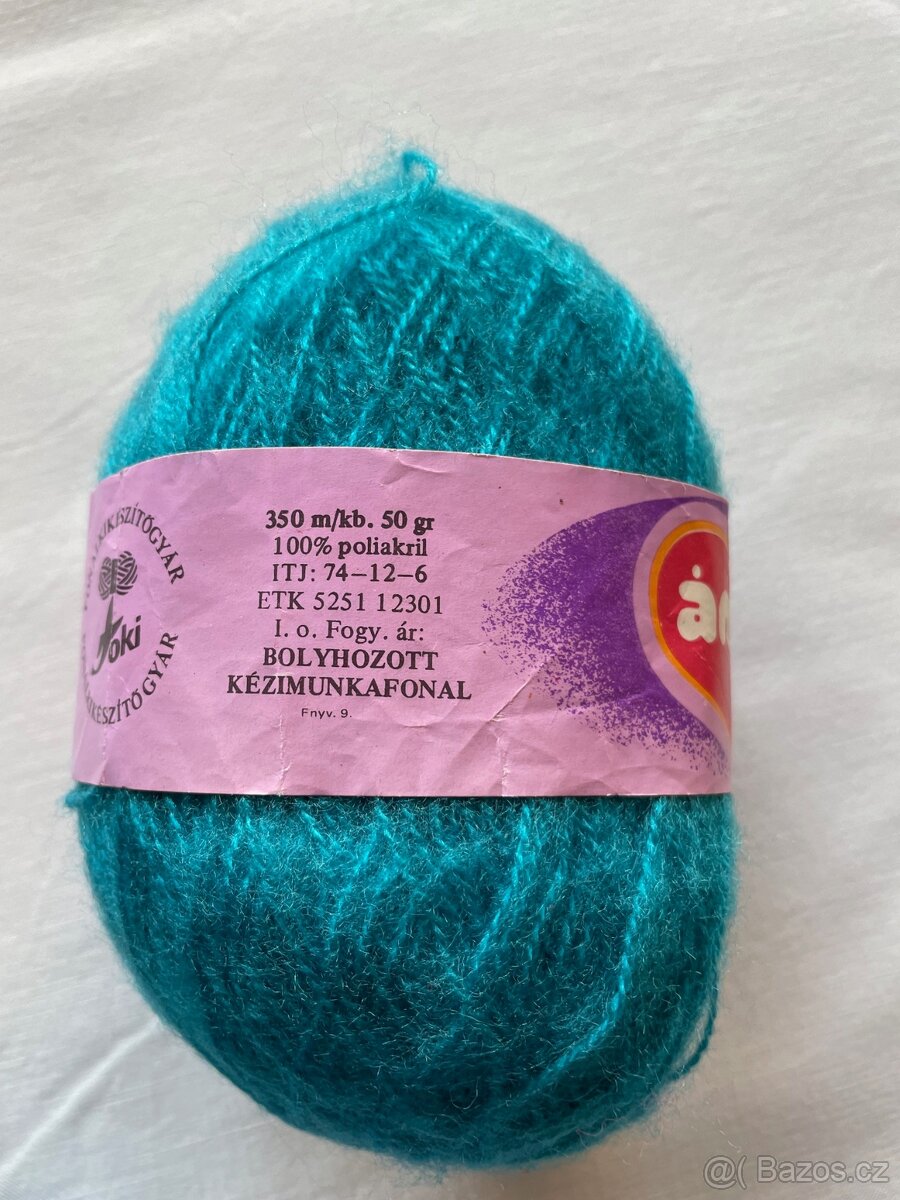 350 m/kb. 50 gr
100% poliakril
ITJ: 74–12–6
ETK 5251 12301
I. o. Fogy. ár:
BOLYHOZOTT
KÉZIMUNKAFONAL
Fnyv. 9.
Joki
@( Bazos.cz